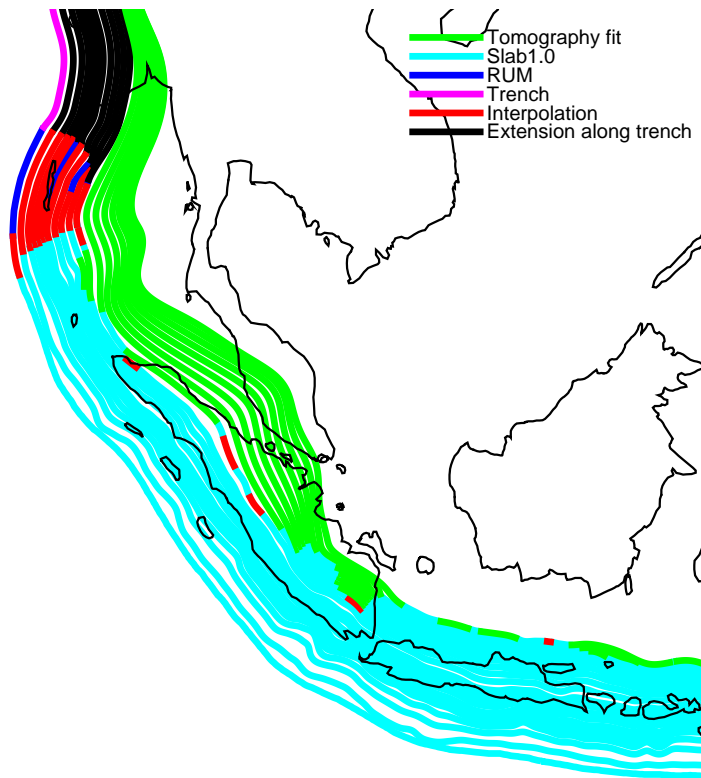 Tomography fit
Slab1.0
RUM
Trench
Interpolation
Extension along trench